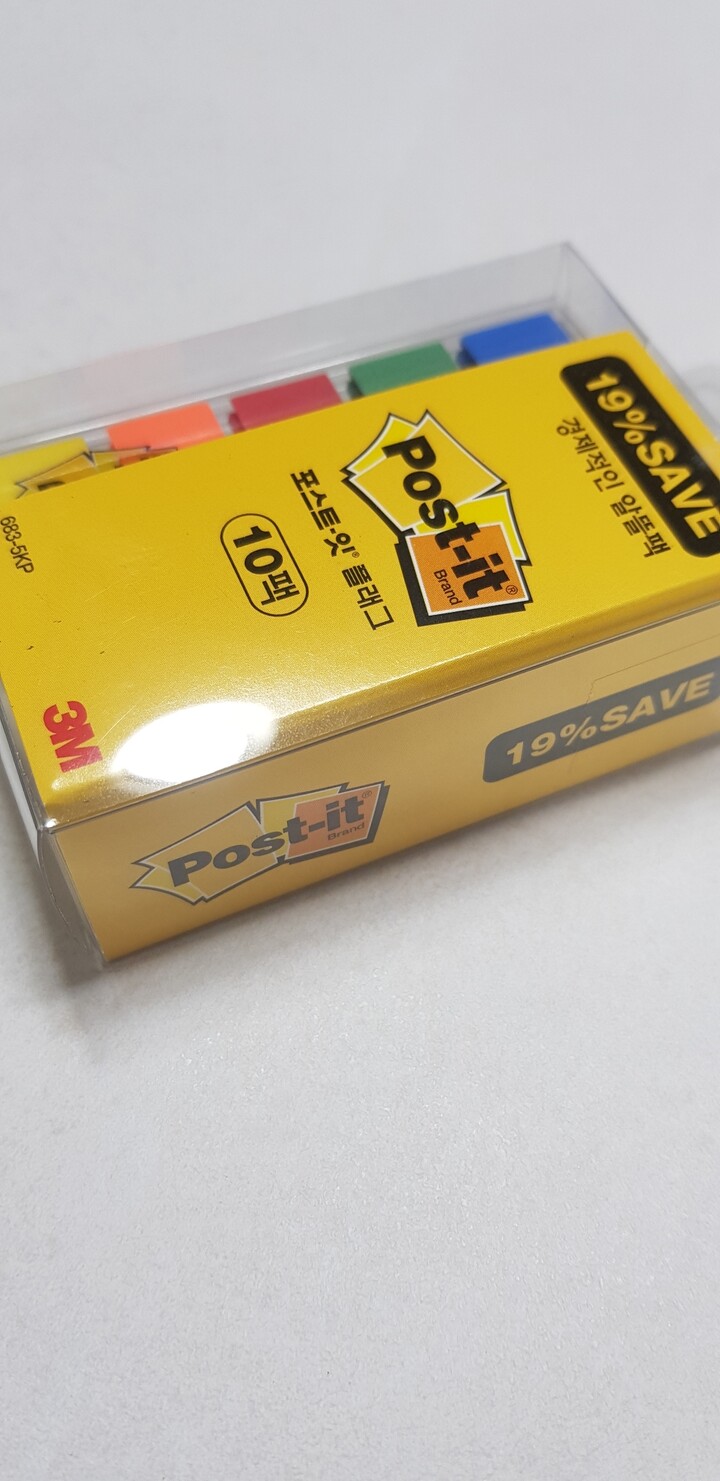 19%SAVE
경제적인 알뜰팩
Post-it®
Brand
포스트-잇® 플래그
10팩
683-5KP
3M
Post-it®
Brand
19%SAVE